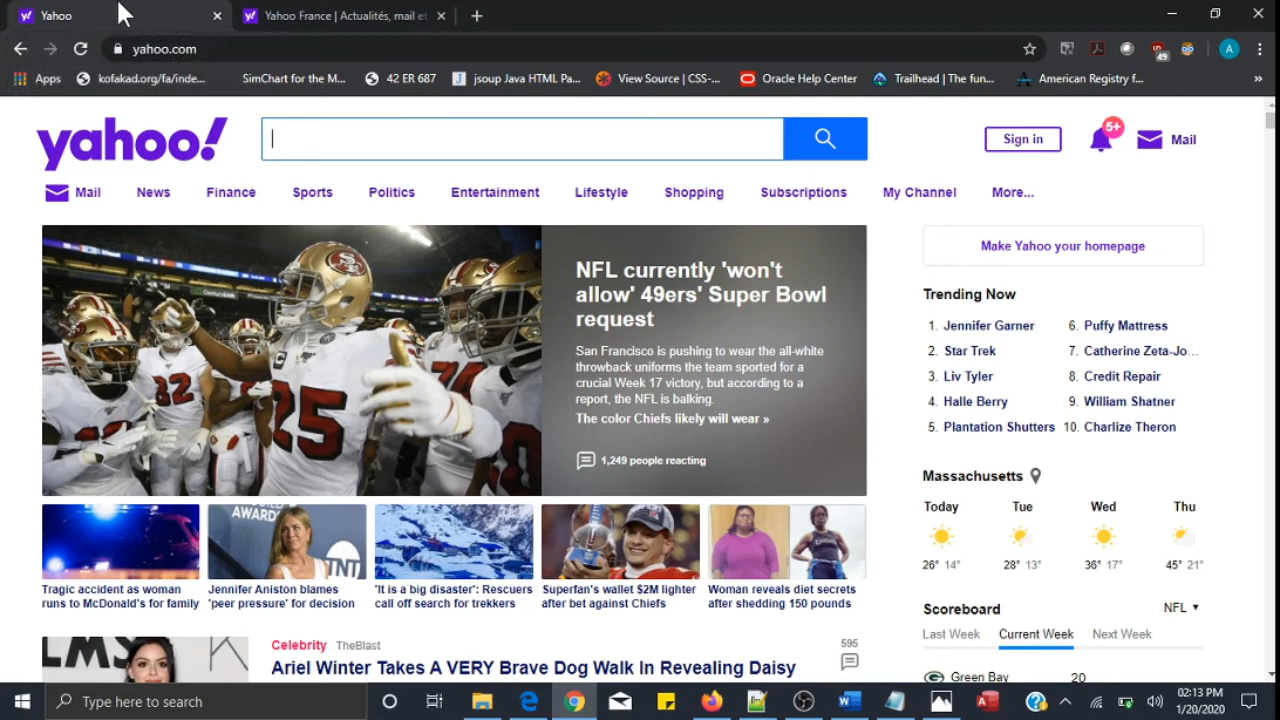 Yahoo
Yahoo France | Actualités, mail et
yahoo.com
49
A
Apps
kofakad.org/fa/inde...
SimChart for the M...
42 ER 687
jsoup Java HTML Pa...
View Source | CSS-...
Oracle Help Center
Trailhead | The fun...
American Registry f...
»
yahoo!
Sign in
5+
Mail
Mail
News
Finance
Sports
Politics
Entertainment
Lifestyle
Shopping
Subscriptions
My Channel
More...
NFL currently 'won't
allow' 49ers' Super Bowl
request
San Francisco is pushing to wear the all-white
throwback uniforms the team sported for a
crucial Week 17 victory, but according to a
report, the NFL is balking.
The color Chiefs likely will wear »
1,249 people reacting
25
82
AWARDS
TNT
Tragic accident as woman
runs to McDonald's for family
Jennifer Aniston blames
'peer pressure' for decision
'It is a big disaster': Rescuers
call off search for trekkers
Superfan's wallet $2M lighter
after bet against Chiefs
Woman reveals diet secrets
after shedding 150 pounds
Celebrity TheBlast
Ariel Winter Takes A VERY Brave Dog Walk In Revealing Daisy
595
Make Yahoo your homepage
Trending Now
1. Jennifer Garner
2. Star Trek
3. Liv Tyler
4. Halle Berry
5. Plantation Shutters
6. Puffy Mattress
7. Catherine Zeta-Jo...
8. Credit Repair
9. William Shatner
10. Charlize Theron
Massachusetts
Today Tue Wed Thu
26° 14° 28° 13° 36° 17° 45° 21°
Scoreboard
NFL ▼
Last Week Current Week Next Week
Green Bay 20
Type here to search
02:13 PM
1/20/2020